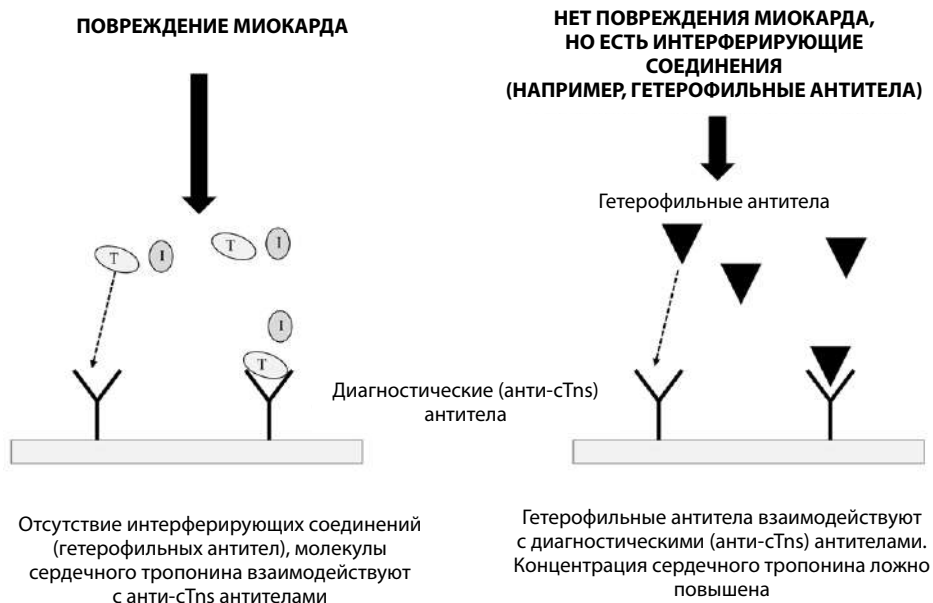 ПОВРЕЖДЕНИЕ МИОКАРДА
T
I
T
I
I
T
Диагностические (анти-cTns)
антитела
Отсутствие интерферирующих соединений
(гетерофильных антител), молекулы
сердечного тропонина взаимодействуют
с анти-cTns антителами
НЕТ ПОВРЕЖДЕНИЯ МИОКАРДА,
НО ЕСТЬ ИНТЕРФЕРИРУЮЩИЕ
СОЕДИНЕНИЯ
(НАПРИМЕР, ГЕТЕРОФИЛЬНЫЕ АНТИТЕЛА)
Гетерофильные антитела
Гетерофильные антитела взаимодействуют
с диагностическими (анти-cTns) антителами.
Концентрация сердечного тропонина ложно
повышена